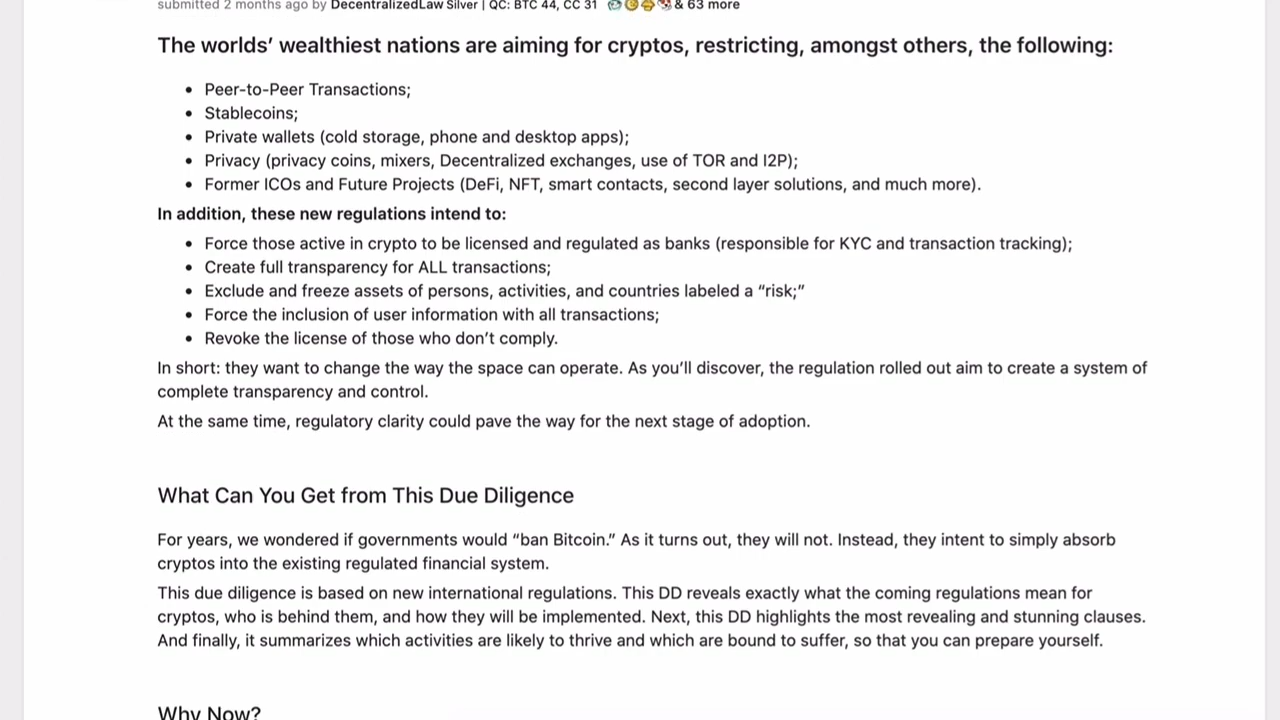 submitted 2 months ago by DecentralizedLaw Silver | QC: BTC 44, CC 31 & 63 more
The worlds’ wealthiest nations are aiming for cryptos, restricting, amongst others, the following:
• Peer-to-Peer Transactions;
• Stablecoins;
• Private wallets (cold storage, phone and desktop apps);
• Privacy (privacy coins, mixers, Decentralized exchanges, use of TOR and I2P);
• Former ICOs and Future Projects (DeFi, NFT, smart contacts, second layer solutions, and much more).
In addition, these new regulations intend to:
• Force those active in crypto to be licensed and regulated as banks (responsible for KYC and transaction tracking);
• Create full transparency for ALL transactions;
• Exclude and freeze assets of persons, activities, and countries labeled a “risk;”
• Force the inclusion of user information with all transactions;
• Revoke the license of those who don’t comply.
In short: they want to change the way the space can operate. As you’ll discover, the regulation rolled out aim to create a system of
complete transparency and control.
At the same time, regulatory clarity could pave the way for the next stage of adoption.
What Can You Get from This Due Diligence
For years, we wondered if governments would “ban Bitcoin.” As it turns out, they will not. Instead, they intent to simply absorb
cryptos into the existing regulated financial system.
This due diligence is based on new international regulations. This DD reveals exactly what the coming regulations mean for
cryptos, who is behind them, and how they will be implemented. Next, this DD highlights the most revealing and stunning clauses.
And finally, it summarizes which activities are likely to thrive and which are bound to suffer, so that you can prepare yourself.
Why Now?